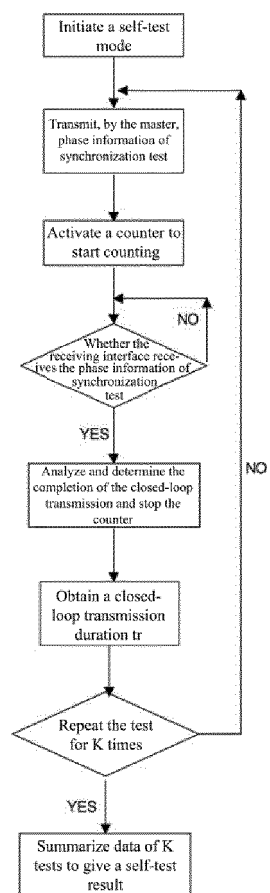 Initiate a self-test
mode
Transmit, by the master,
phase information of
synchronization test
Activate a counter to
start counting
NO
Whether the
receiving interface rece-
ives the phase information of
synchronization
test
YES
Analyze and determine the
completion of the closed-loop
transmission and stop the
counter
NO
Obtain a closed-
loop transmission
duration tr
Repeat the test
for K times
YES
Summarize data of K
tests to give a self-test
result